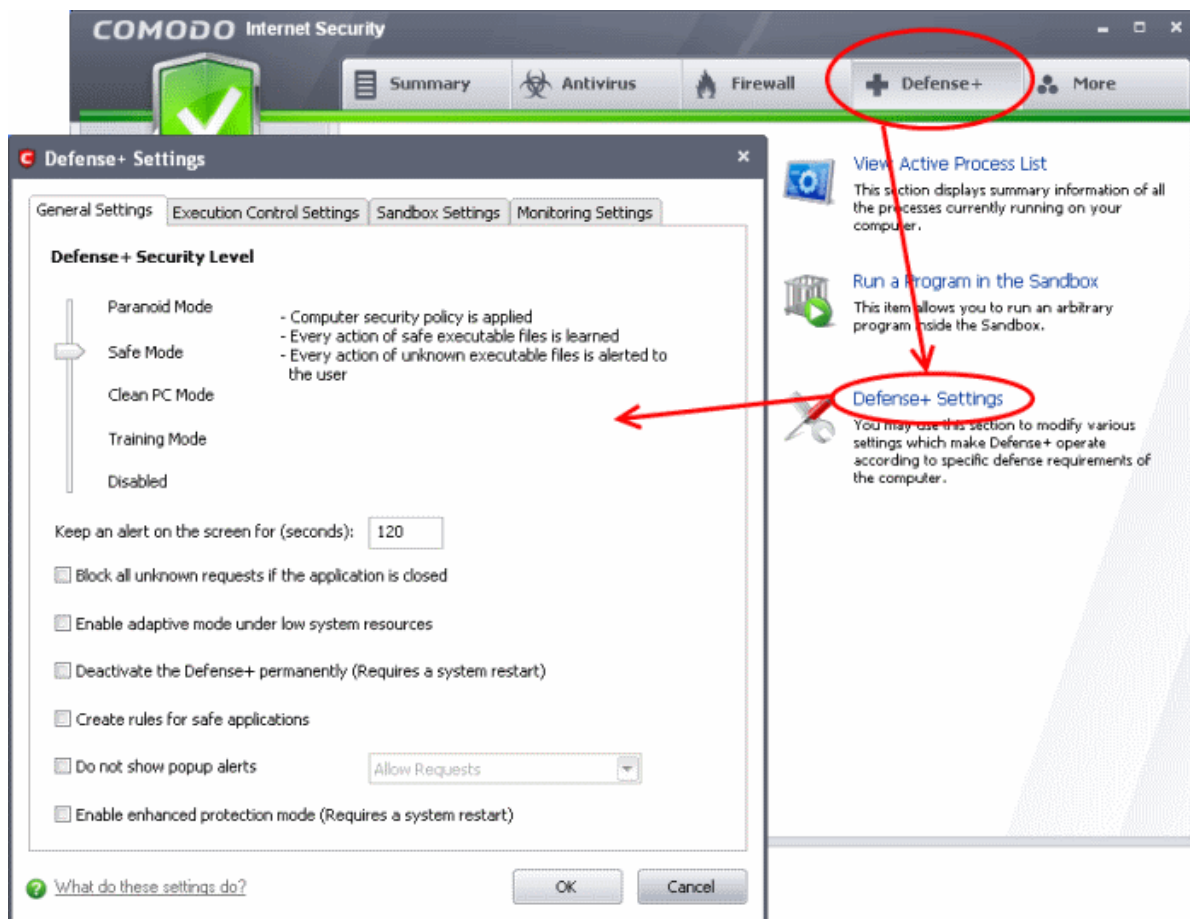 COMODO Internet Security
Summary
Antivirus
Firewall
Defense+
More
Defense+ Settings
General Settings
Execution Control Settings
Sandbox Settings
Monitoring Settings
Defense+ Security Level
Paranoid Mode
Safe Mode
Clean PC Mode
Training Mode
Disabled
- Computer security policy is applied
- Every action of safe executable files is learned
- Every action of unknown executable files is alerted to
the user
Keep an alert on the screen for (seconds): 120
Block all unknown requests if the application is closed
Enable adaptive mode under low system resources
Deactivate the Defense+ permanently (Requires a system restart)
Create rules for safe applications
Do not show popup alerts
Allow Requests
Enable enhanced protection mode (Requires a system restart)
What do these settings do?
OK
Cancel
View Active Process List
This section displays summary information of all
the processes currently running on your
computer.
Run a Program in the Sandbox
This item allows you to run an arbitrary
program inside the Sandbox.
Defense+ Settings
You may use this section to modify various
settings which make Defense+ operate
according to specific defense requirements of
the computer.